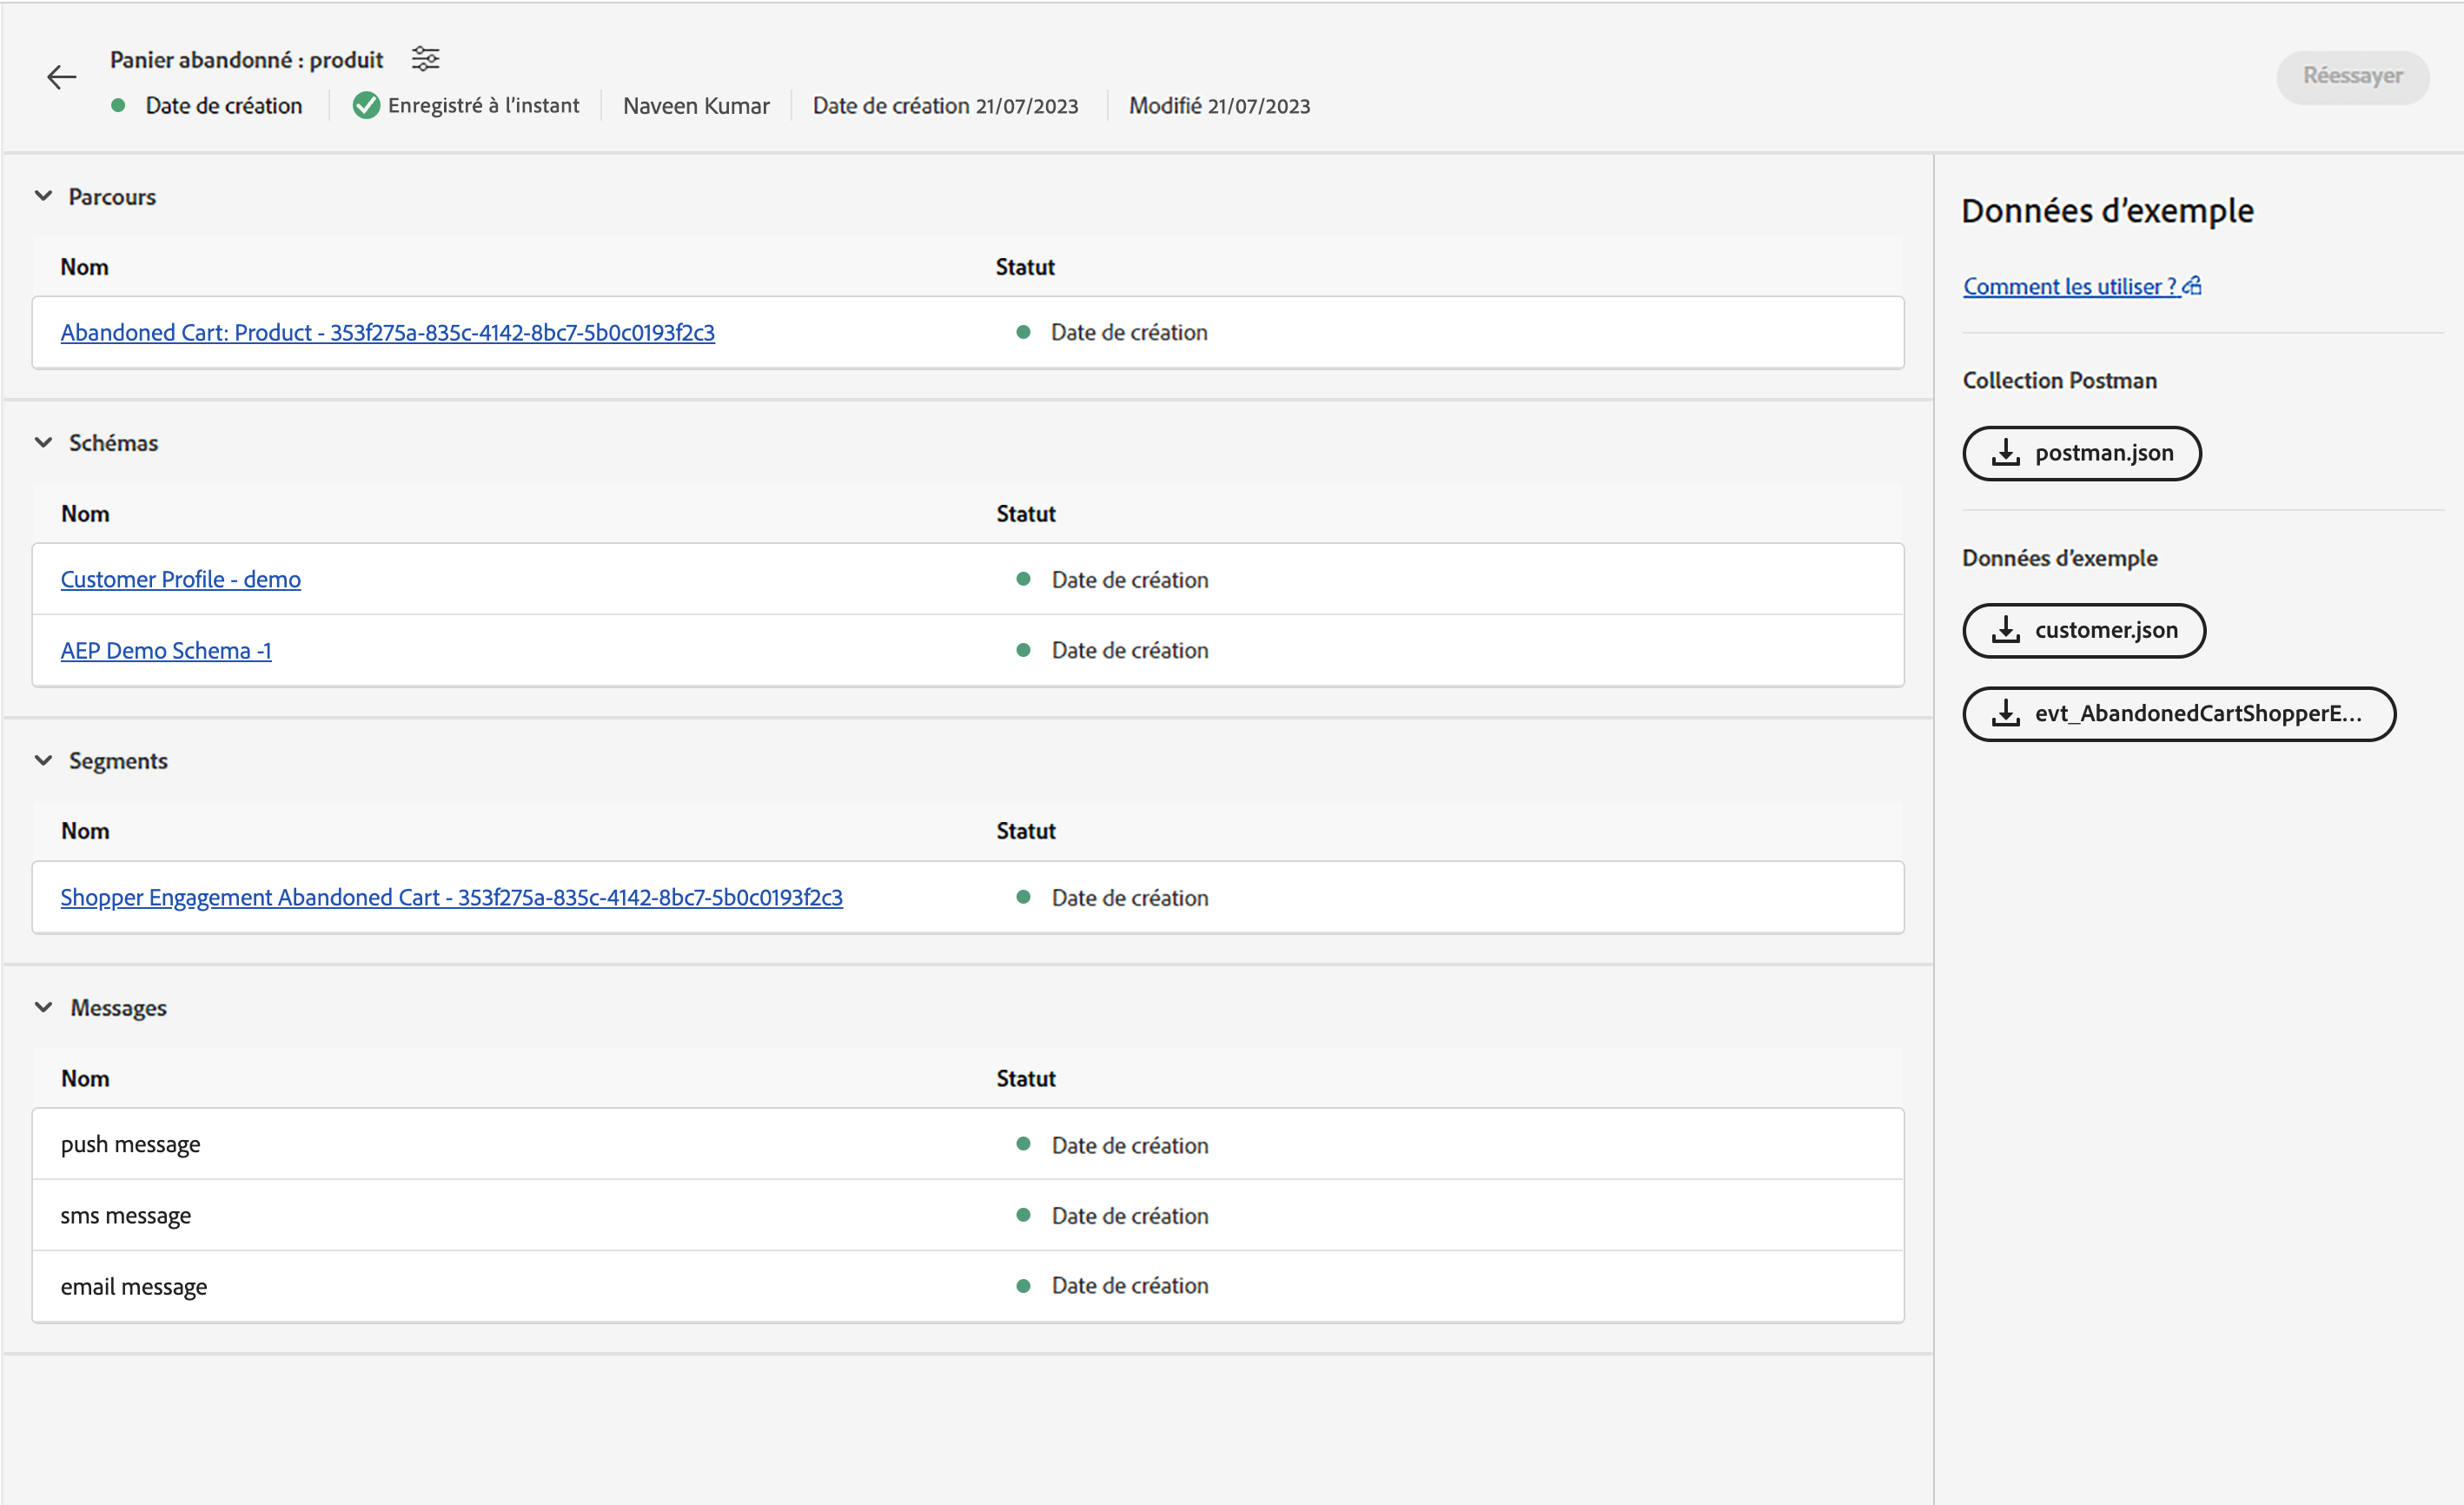 Panier abandonné : produit
Réessayer
Date de création
Enregistré à l’instant
Naveen Kumar
Date de création 21/07/2023
Modifié 21/07/2023
Parcours
Nom Statut
Abandoned Cart: Product - 353f275a-835c-4142-8bc7-5b0c0193f2c3 Date de création
Schémas
Nom Statut
Customer Profile - demo Date de création
AEP Demo Schema -1 Date de création
Segments
Nom Statut
Shopper Engagement Abandoned Cart - 353f275a-835c-4142-8bc7-5b0c0193f2c3 Date de création
Messages
Nom Statut
push message Date de création
sms message Date de création
email message Date de création
Données d’exemple
Comment les utiliser ?
Collection Postman
postman.json
Données d’exemple
customer.json
evt_AbandonedCartShopperE...